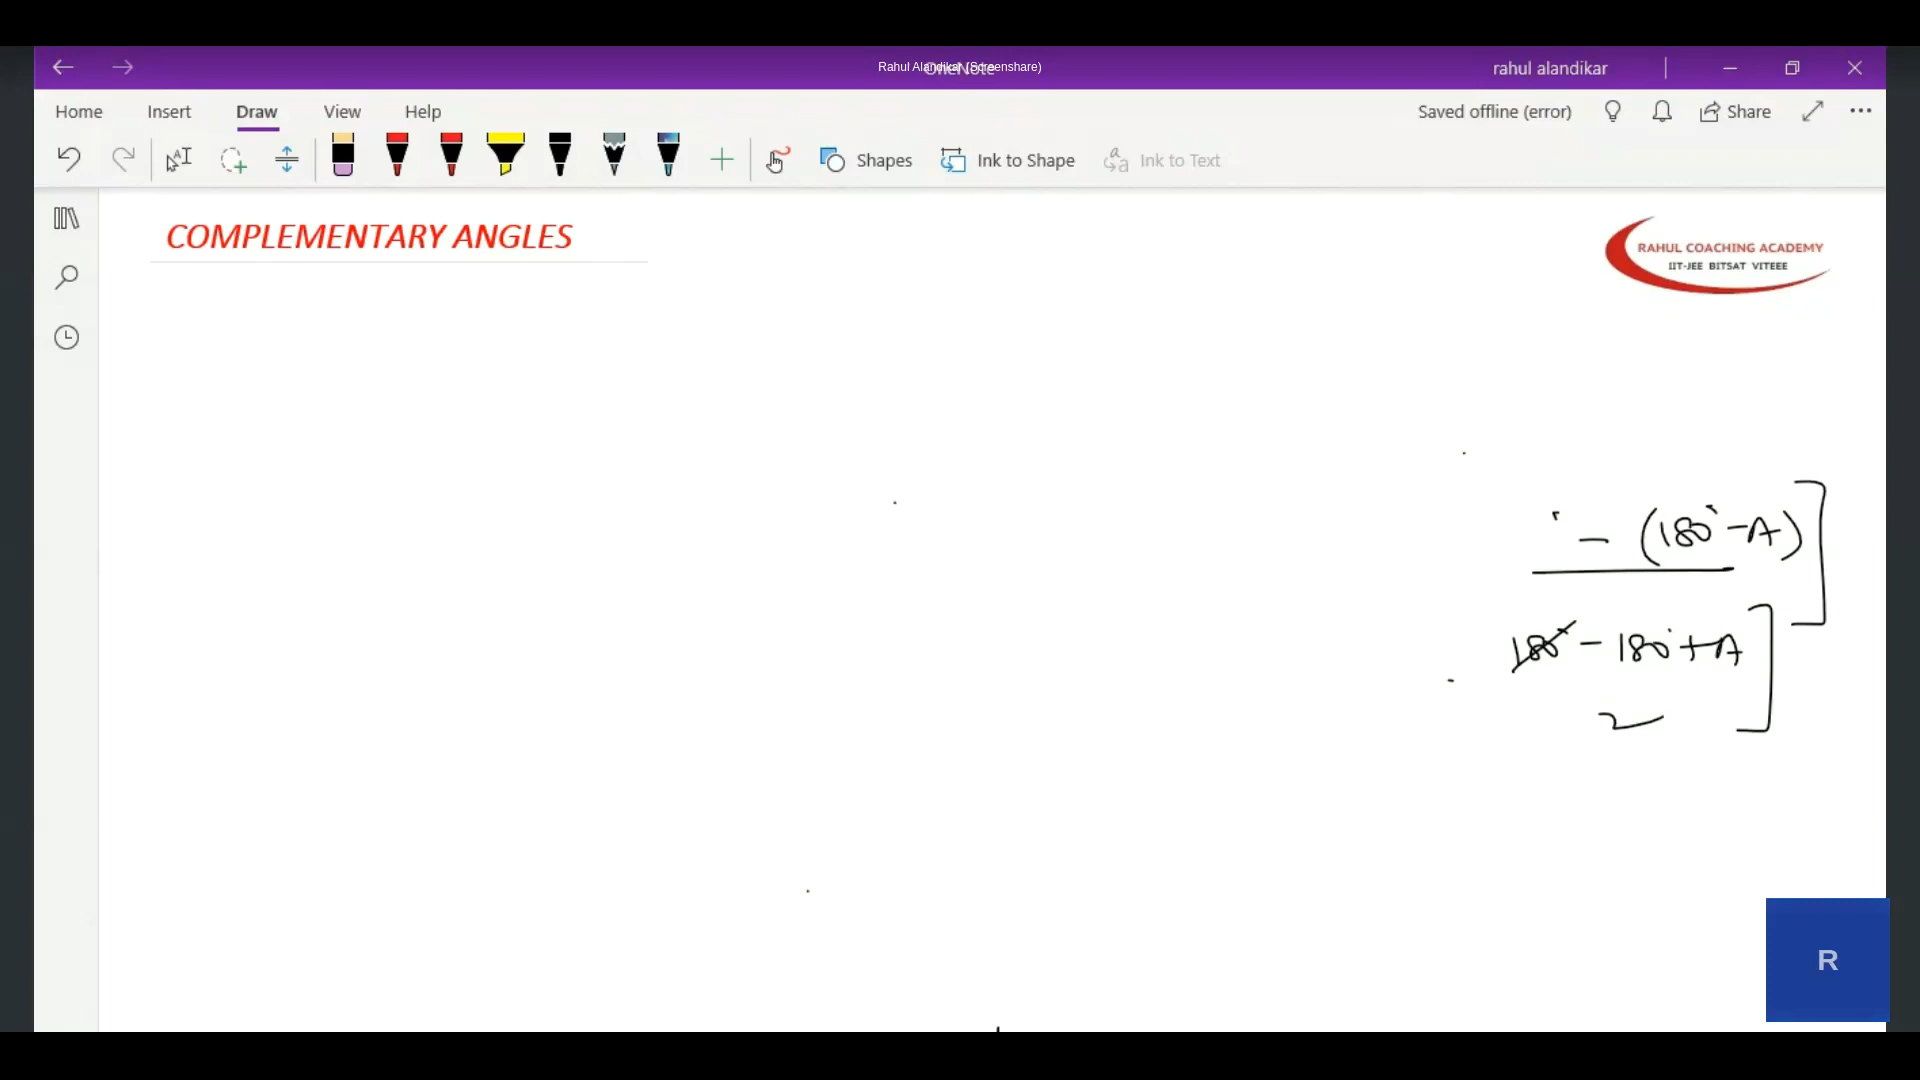 Rahul Alandikar (Screenshare)
rahul alandikar
Home Insert Draw View Help
Saved offline (error) Share
Shapes Ink to Shape Ink to Text
COMPLEMENTARY ANGLES
RAHUL COACHING ACADEMY
IIT-JEE BITSAT VITEEE
° - (180° - A) ]
180° - 180° + A ]
2
R